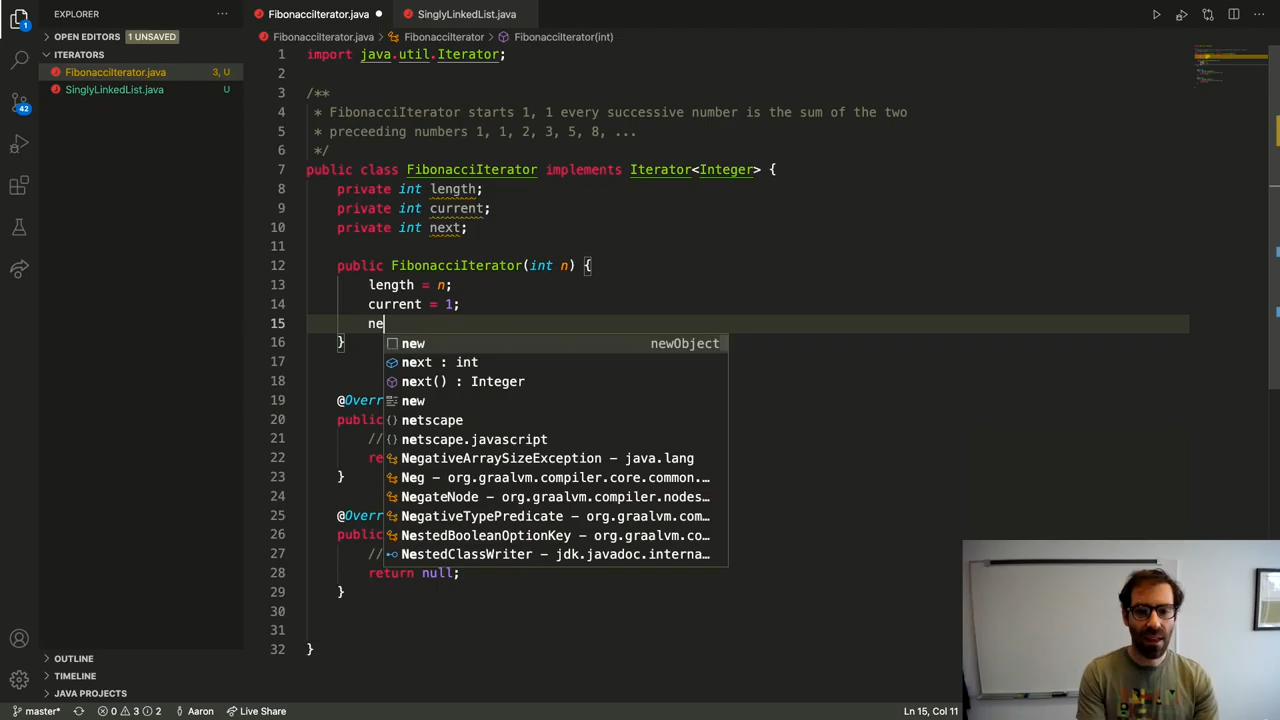 EXPLORER
···
FibonacciIterator.java ●
SinglyLinkedList.java
OPEN EDITORS 1 UNSAVED
FibonacciIterator.java > FibonacciIterator > FibonacciIterator(int)
ITERATORS
FibonacciIterator.java 3, U
SinglyLinkedList.java U
1 import java.util.Iterator;
2
3 /**
4 * FibonacciIterator starts 1, 1 every successive number is the sum of the two
5 * preceeding numbers 1, 1, 2, 3, 5, 8, ...
6 */
7 public class FibonacciIterator implements Iterator<Integer> {
8 private int length;
9 private int current;
10 private int next;
11
12 public FibonacciIterator(int n) {
13 length = n;
14 current = 1;
15 ne
16 }
17
18
19 @Overr
20 public
21 //
22 re
23 }
24
25 @Overr
26 public
27 //
28 return null;
29 }
30
31
32 }
new newObject
next : int
next() : Integer
new
netscape
netscape.javascript
NegativeArraySizeException – java.lang
Neg – org.graalvm.compiler.core.common.…
NegateNode – org.graalvm.compiler.nodes…
NegativeTypePredicate – org.graalvm.com…
NestedBooleanOptionKey – org.graalvm.co…
NestedClassWriter – jdk.javadoc.interna…
1
42
OUTLINE
TIMELINE
JAVA PROJECTS
master* 0 3 2 Aaron Live Share
Ln 15, Col 11